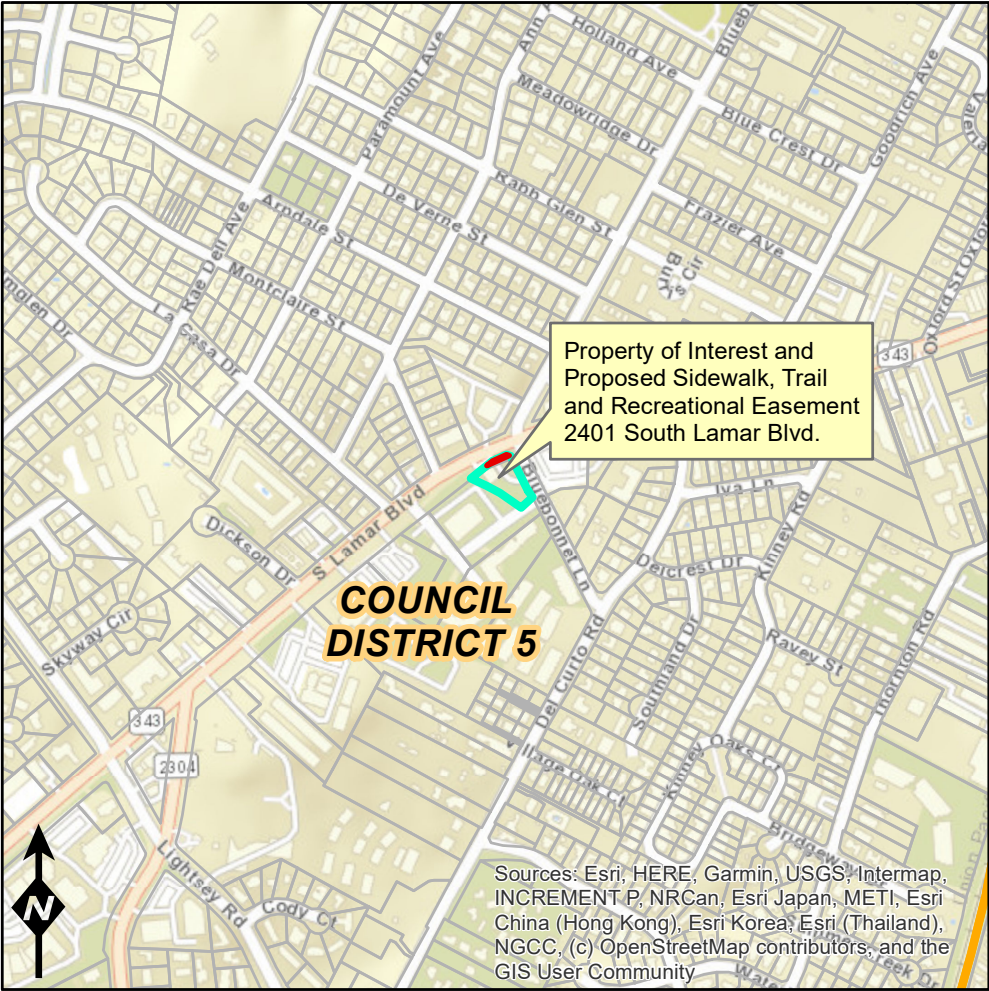 Holland Ave
Paramount Ave
Meadowridge Dr
Blue Crest Dr
Goodrich Ave
Kaph Glen St
De Verne St
Frazier Ave
Arpdale St
Rae Dell Ave
Montclaire St
La Casa Dr
Oxford St
343
Property of Interest and
Proposed Sidewalk, Trail
and Recreational Easement
2401 South Lamar Blvd.
Bluebonnet Ln
Iva Ln
Kinney Rd
Delcrest Dr
S Lamar Blvd
Dickson Dr
COUNCIL
DISTRICT 5
Skyway Cir
Ravey St
Thornton Rd
Southland Dr
Del Curto Rd
343
2304
Village Oak Ct
Kinney Oaks Ct
Lightsey Rd
Cody Ct
N
Sources: Esri, HERE, Garmin, USGS, Intermap,
INCREMENT P, NRCan, Esri Japan, METI, Esri
China (Hong Kong), Esri Korea, Esri (Thailand),
NGCC, (c) OpenStreetMap contributors, and the
GIS User Community